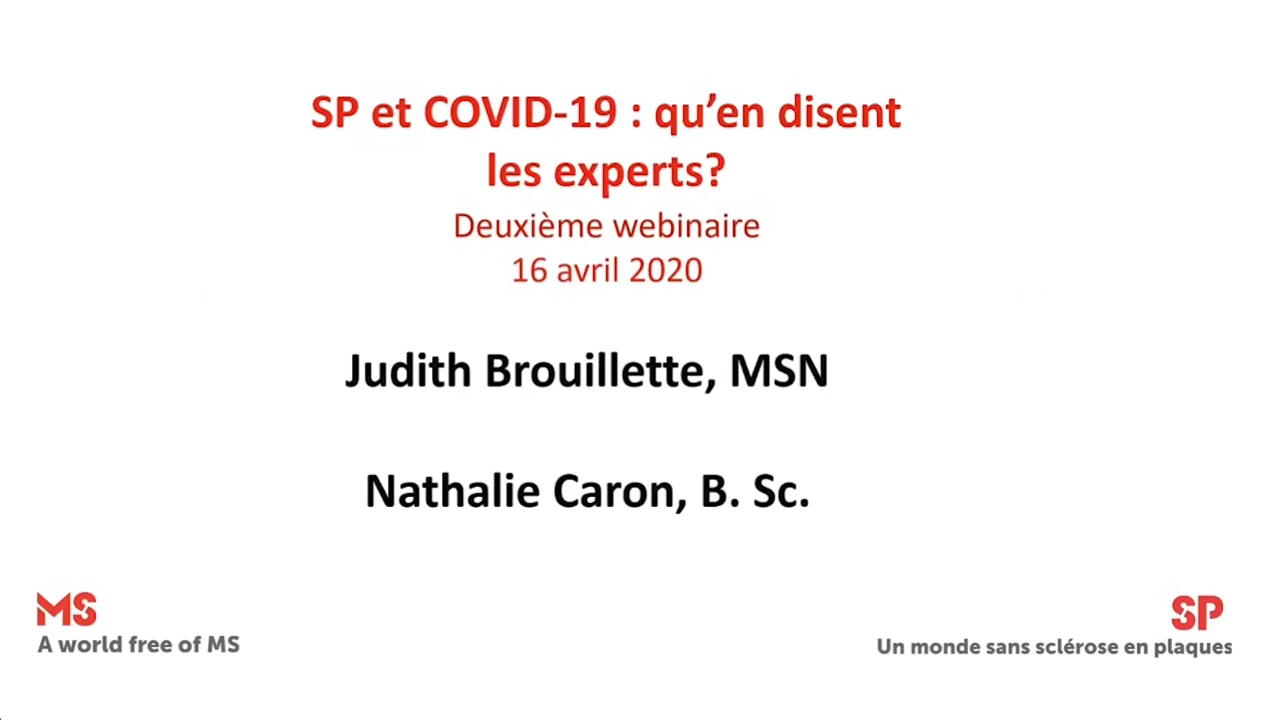 SP et COVID-19 : qu’en disent
les experts?
Deuxième webinaire
16 avril 2020
Judith Brouillette, MSN
Nathalie Caron, B. Sc.
MS
A world free of MS
SP
Un monde sans sclérose en plaques